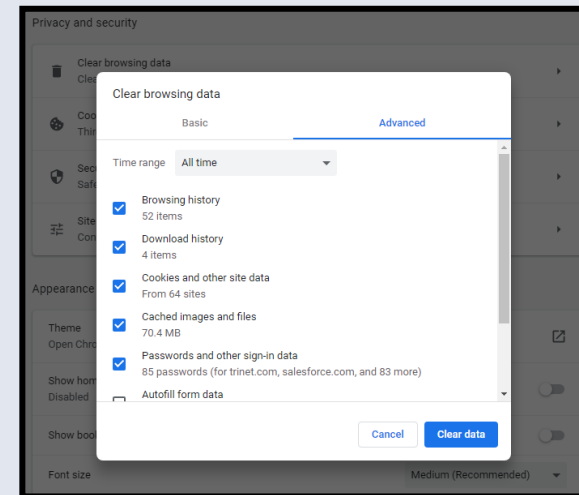 Privacy and security
Clear browsing data
Clea
Clear browsing data
Coo
Thir
Basic
Advanced
Time range
All time
Secu
Safe
Browsing history
52 items
Site
Con
Download history
4 items
Cookies and other site data
From 64 sites
Appearance
Cached images and files
70.4 MB
Theme
Open Chro
Passwords and other sign-in data
85 passwords (for trinet.com, salesforce.com, and 83 more)
Show hom
Disabled
Autofill form data
Show bool
Cancel
Clear data
Font size
Medium (Recommended)